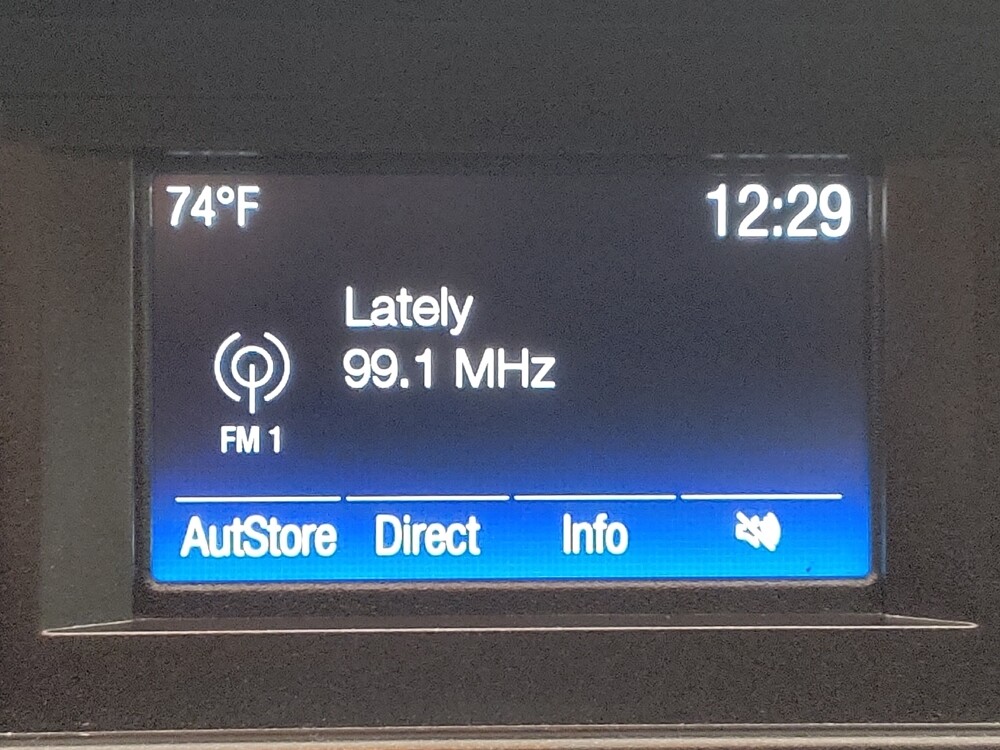 74°F 12:29
Lately
99.1 MHz
FM 1
AutStore Direct Info